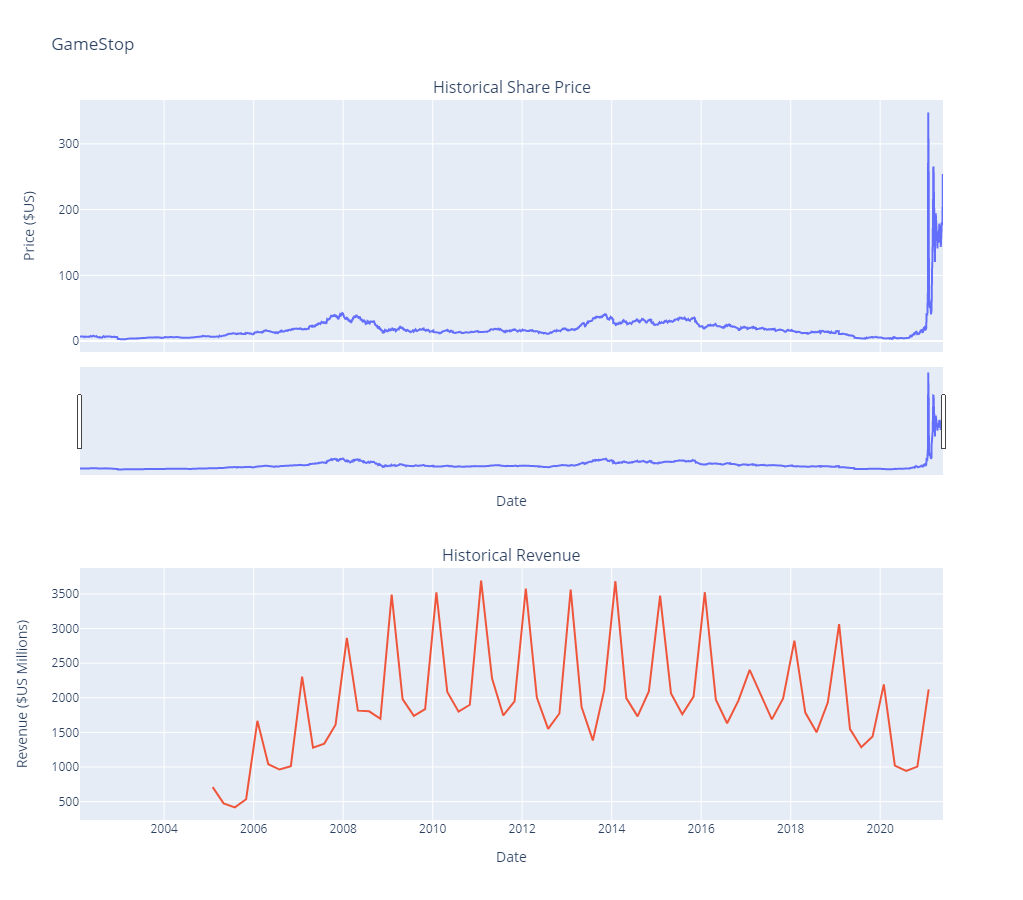 GameStop
Historical Share Price
Price ($US)
300
200
100
0
Date
Historical Revenue
Revenue ($US Millions)
3500
3000
2500
2000
1500
1000
500
2004 2006 2008 2010 2012 2014 2016 2018 2020
Date